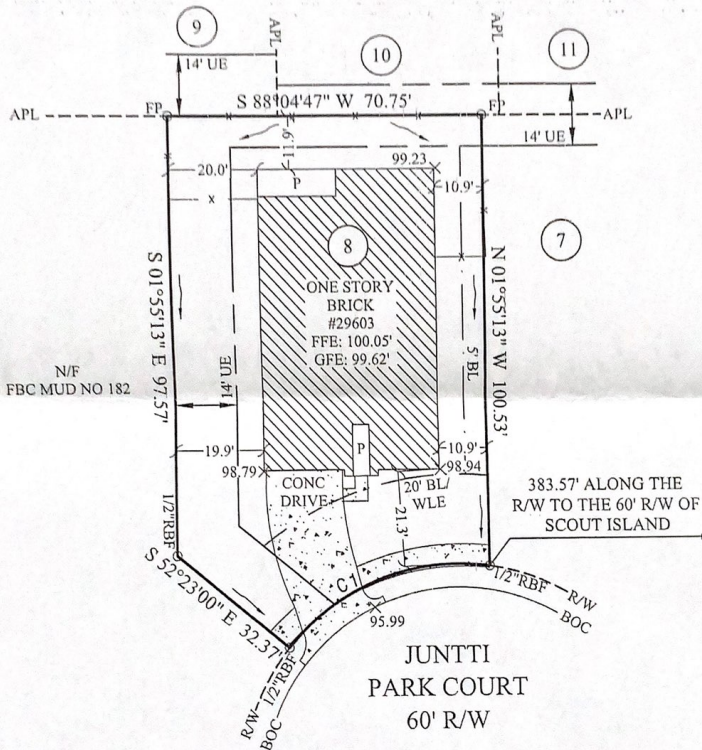 9
APL
10
APL
11
14' UE
S 88°04'47" W 70.75'
APL
FP
FP
APL
14' UE
11.9'
99.23
20.0'
P
10.9'
x
8
7
ONE STORY
BRICK
#29603
FFE: 100.05'
GFE: 99.62'
S 01°55'13" E 97.57'
N 01°55'13" W 100.53'
5' BL
14' UE
N/F
FBC MUD NO 182
P
19.9'
10.9'
98.79
98.94
CONC
DRIVE
20' BL/
WLE
21.3'
383.57' ALONG THE
R/W TO THE 60' R/W OF
SCOUT ISLAND
1/2"RBF
S 52°23'00" E 32.37'
C1
1/2"RBF
R/W
BOC
95.99
1/2"RBF
R/W
BOC
JUNTTI
PARK COURT
60' R/W